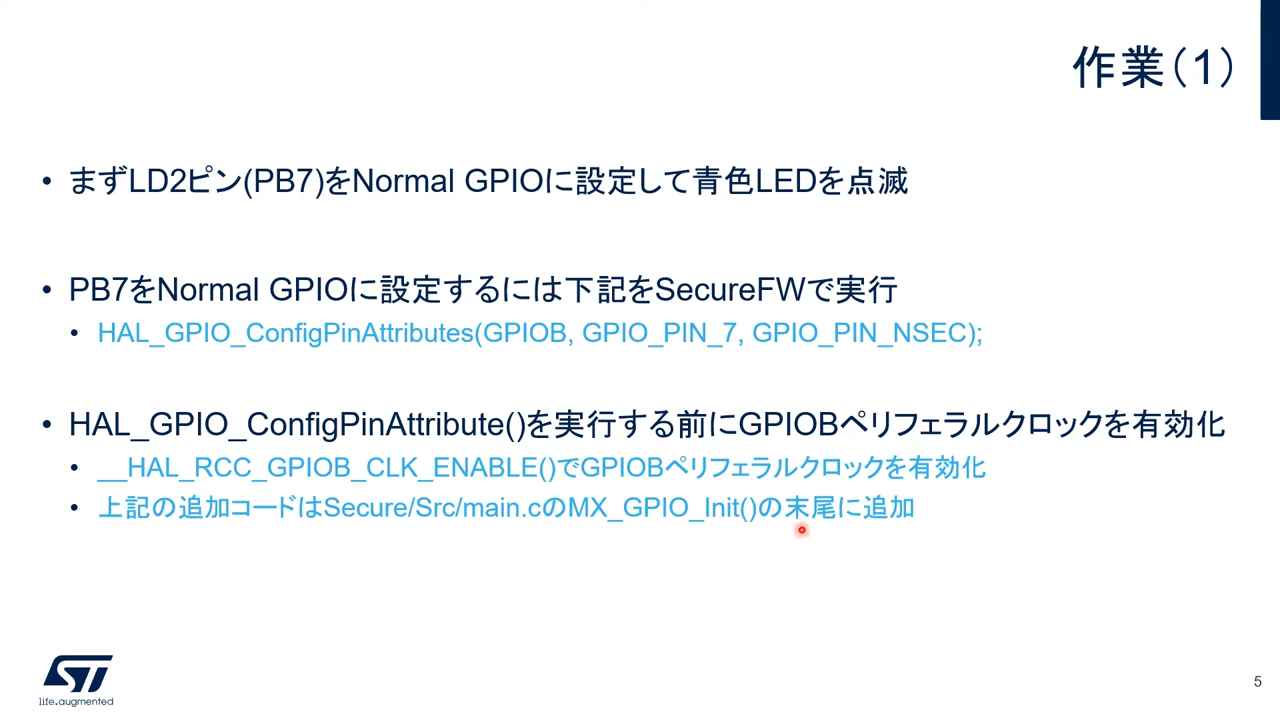 作業（1）
• まずLD2ピン(PB7)をNormal GPIOに設定して青色LEDを点滅
• PB7をNormal GPIOに設定するには下記をSecureFWで実行
• HAL_GPIO_ConfigPinAttributes(GPIOB, GPIO_PIN_7, GPIO_PIN_NSEC);
• HAL_GPIO_ConfigPinAttribute()を実行する前にGPIOBペリフェラルクロックを有効化
• __HAL_RCC_GPIOB_CLK_ENABLE()でGPIOBペリフェラルクロックを有効化
• 上記の追加コードはSecure/Src/main.cのMX_GPIO_Init()の末尾に追加
ST
life.augmented
5